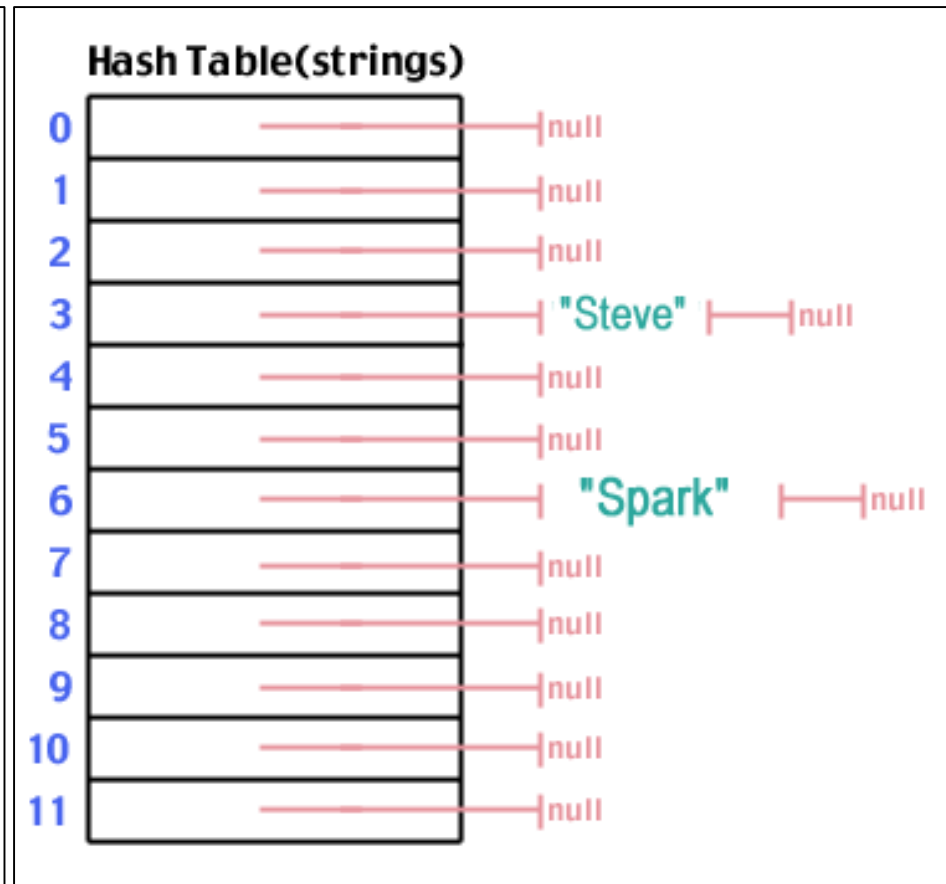 Hash Table(strings)
0 null
1 null
2 null
3 "Steve" null
4 null
5 null
6 "Spark" null
7 null
8 null
9 null
10 null
11 null